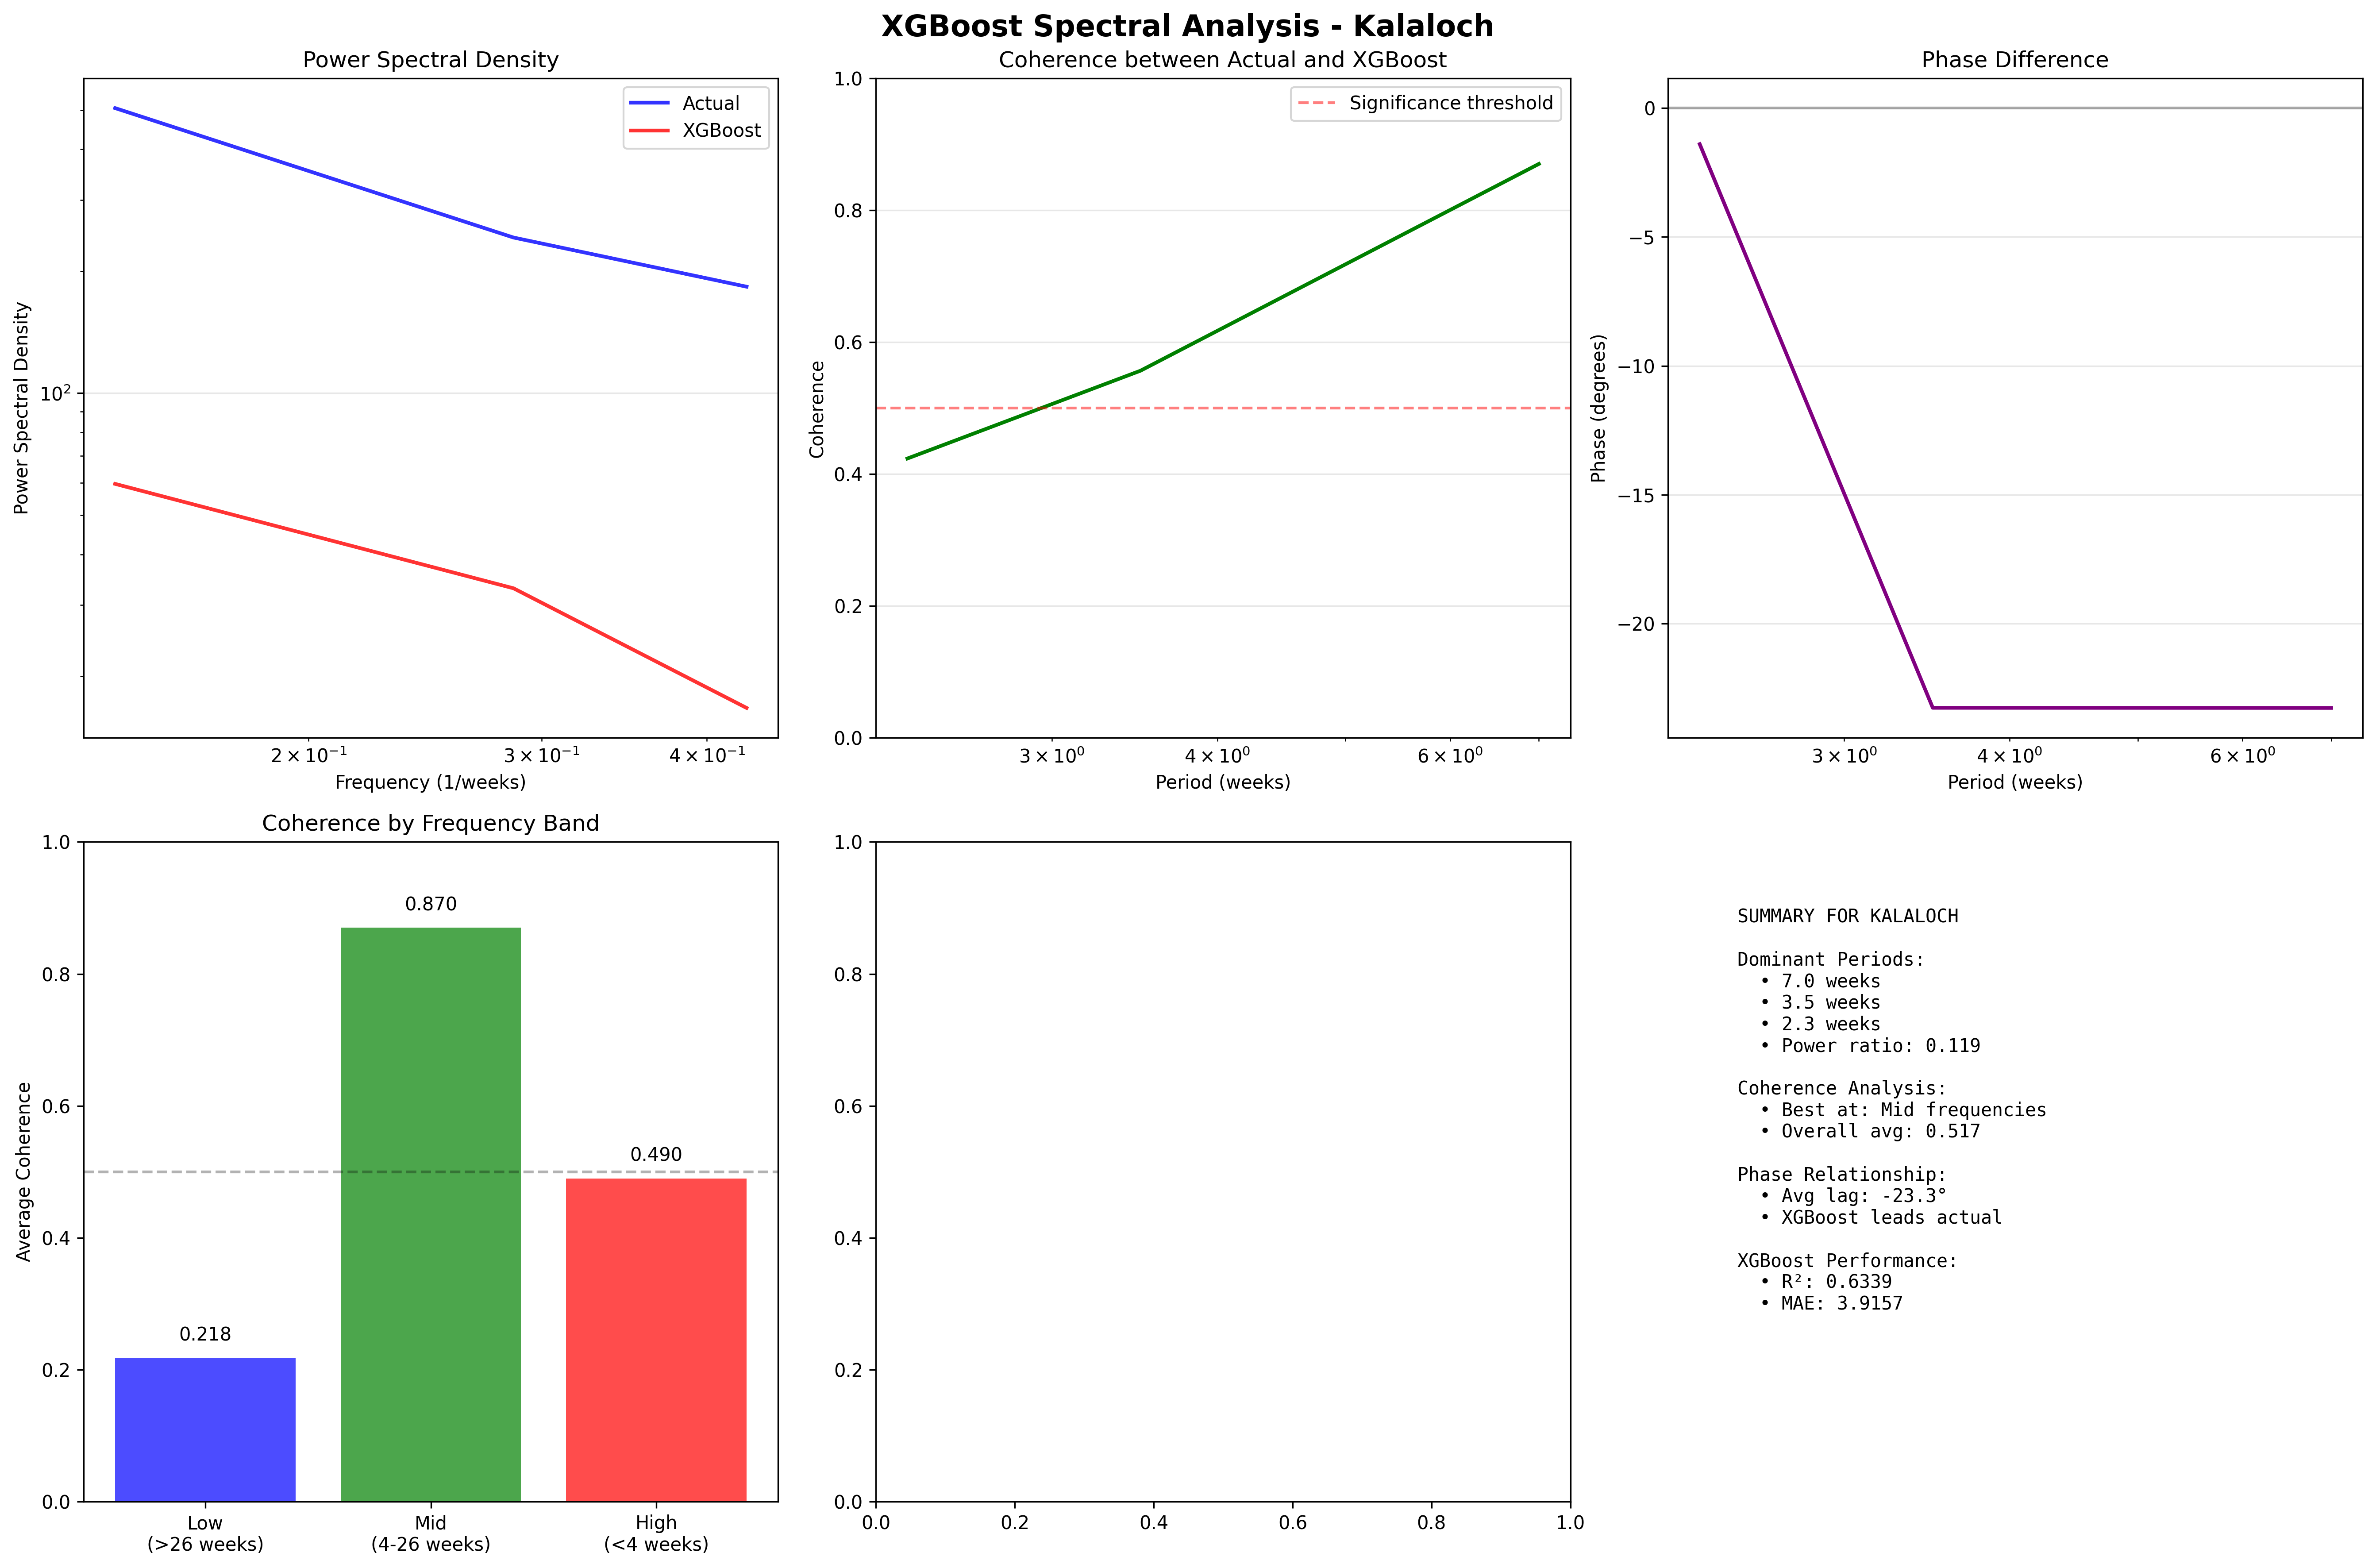 XGBoost Spectral Analysis - Kalaloch
Power Spectral Density
Actual
XGBoost
Power Spectral Density
10²
2 × 10⁻¹
3 × 10⁻¹
4 × 10⁻¹
Frequency (1/weeks)
Coherence between Actual and XGBoost
Significance threshold
Coherence
1.0
0.8
0.6
0.4
0.2
0.0
3 × 10⁰
4 × 10⁰
6 × 10⁰
Period (weeks)
Phase Difference
Phase (degrees)
0
−5
−10
−15
−20
3 × 10⁰
4 × 10⁰
6 × 10⁰
Period (weeks)
Coherence by Frequency Band
Average Coherence
1.0
0.8
0.6
0.4
0.2
0.0
0.218
0.870
0.490
Low
(>26 weeks)
Mid
(4-26 weeks)
High
(<4 weeks)
1.0
0.8
0.6
0.4
0.2
0.0
0.0
0.2
0.4
0.6
0.8
1.0
SUMMARY FOR KALALOCH
Dominant Periods:
• 7.0 weeks
• 3.5 weeks
• 2.3 weeks
• Power ratio: 0.119
Coherence Analysis:
• Best at: Mid frequencies
• Overall avg: 0.517
Phase Relationship:
• Avg lag: -23.3°
• XGBoost leads actual
XGBoost Performance:
• R²: 0.6339
• MAE: 3.9157